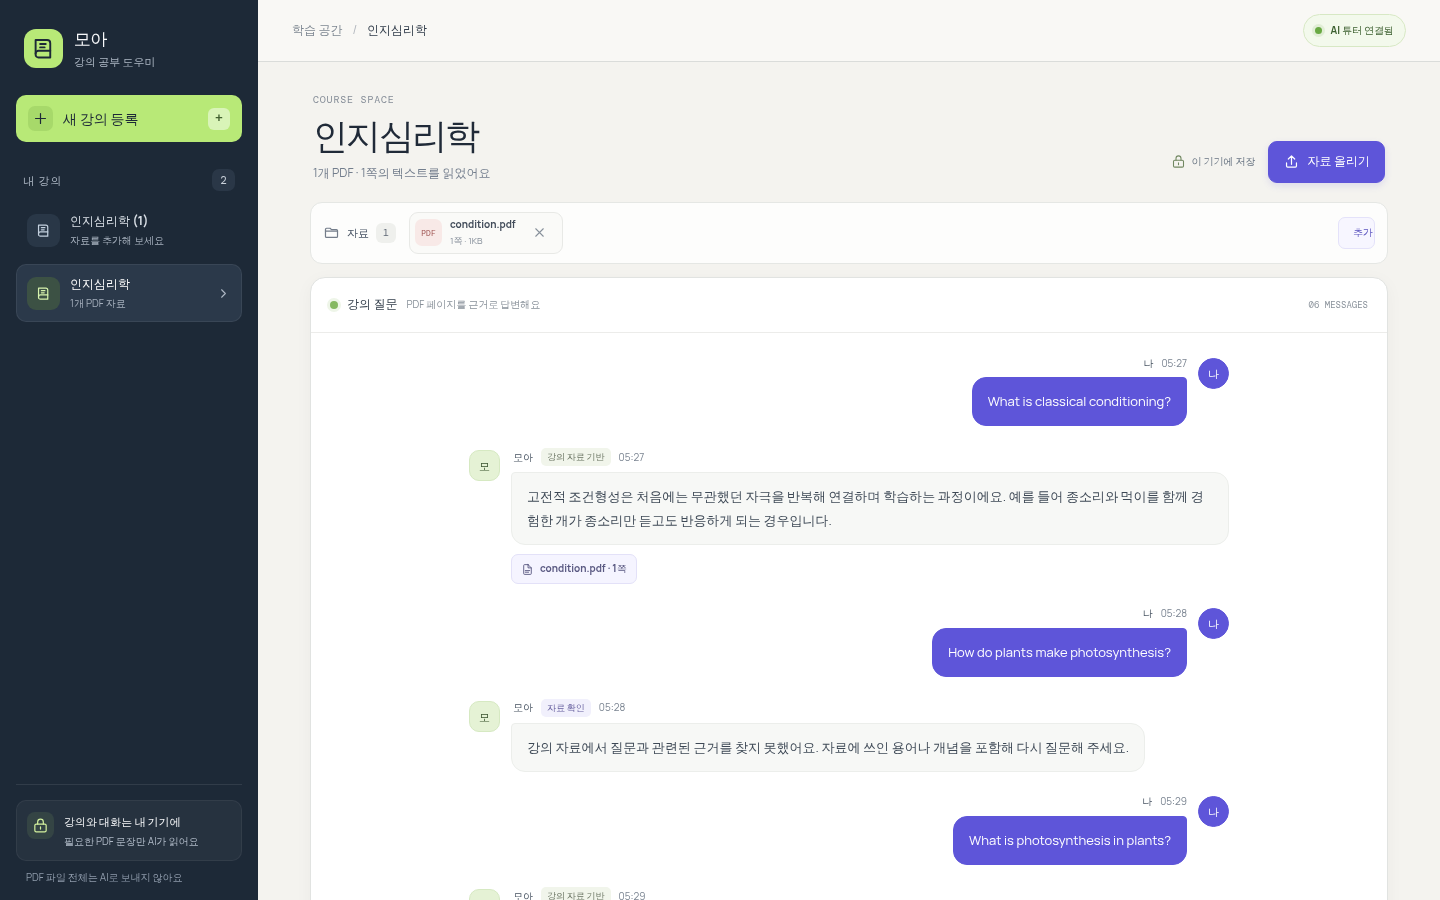 모아
강의 공부 도우미
새 강의 등록
+
내 강의
2
인지심리학 (1)
자료를 추가해 보세요
인지심리학
1개 PDF 자료
강의와 대화는 내 기기에
필요한 PDF 문장만 AI가 읽어요
PDF 파일 전체는 AI로 보내지 않아요
학습 공간 / 인지심리학
AI 튜터 연결됨
COURSE SPACE
인지심리학
1개 PDF · 1쪽의 텍스트를 읽었어요
이 기기에 저장
자료 올리기
자료 1
PDF
condition.pdf
1쪽 · 1KB
추가
강의 질문 PDF 페이지를 근거로 답변해요
06 MESSAGES
나 05:27
나
What is classical conditioning?
모
모아 강의 자료 기반 05:27
고전적 조건형성은 처음에는 무관했던 자극을 반복해 연결하며 학습하는 과정이에요. 예를 들어 종소리와 먹이를 함께 경
험한 개가 종소리만 듣고도 반응하게 되는 경우입니다.
condition.pdf · 1쪽
나 05:28
나
How do plants make photosynthesis?
모
모아 자료 확인 05:28
강의 자료에서 질문과 관련된 근거를 찾지 못했어요. 자료에 쓰인 용어나 개념을 포함해 다시 질문해 주세요.
나 05:29
나
What is photosynthesis in plants?
모아 강의 자료 기반 05:29